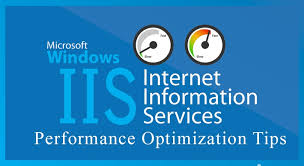 Microsoft
Windows
IIS
Internet
Information
Services
Performance Optimization Tips